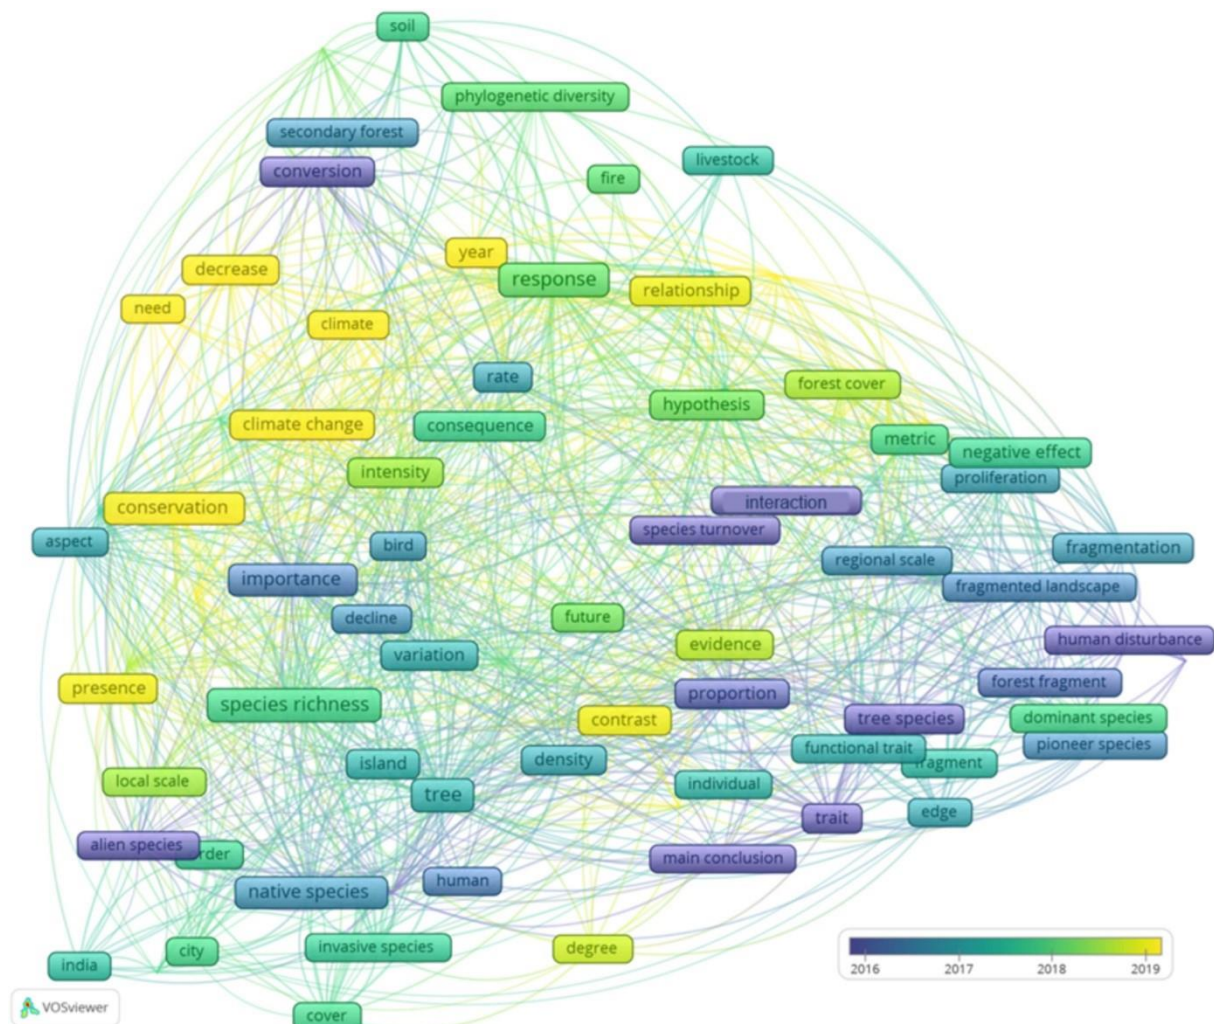 soil
phylogenetic diversity
secondary forest
livestock
conversion
fire
year
decrease
response
relationship
need
climate
rate
forest cover
hypothesis
climate change
consequence
metric
negative effect
intensity
proliferation
interaction
conservation
species turnover
aspect
bird
fragmentation
regional scale
importance
fragmented landscape
decline
future
human disturbance
evidence
variation
forest fragment
presence
proportion
species richness
contrast
tree species
dominant species
pioneer species
functional trait
fragment
island
density
local scale
individual
tree
edge
trait
alien species
rder
main conclusion
human
native species
invasive species
degree
city
india
2016 2017 2018 2019
VOSviewer
cover